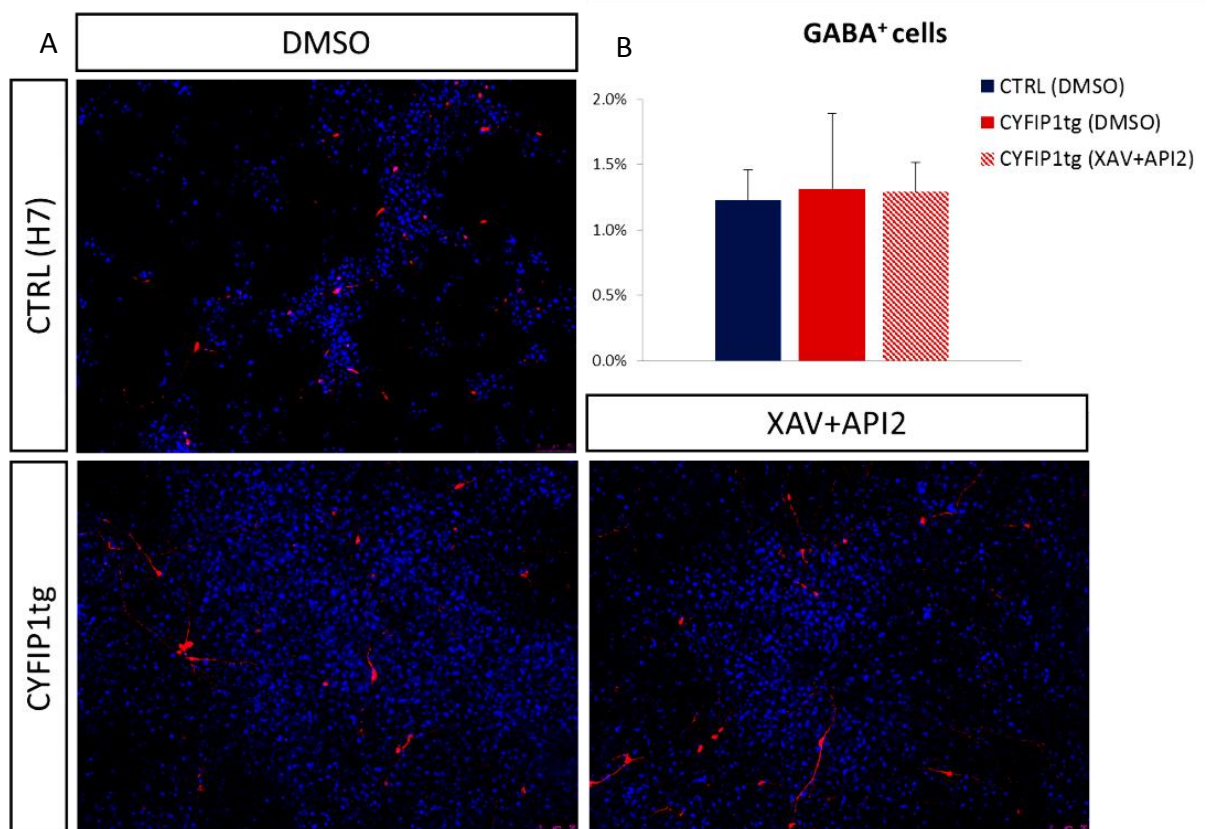 A
DMSO
B
GABA⁺ cells
CTRL (H7)
2.0%
1.5%
1.0%
0.5%
0.0%
CTRL (DMSO)
CYFIP1tg (DMSO)
CYFIP1tg (XAV+API2)
XAV+API2
CYFIP1tg